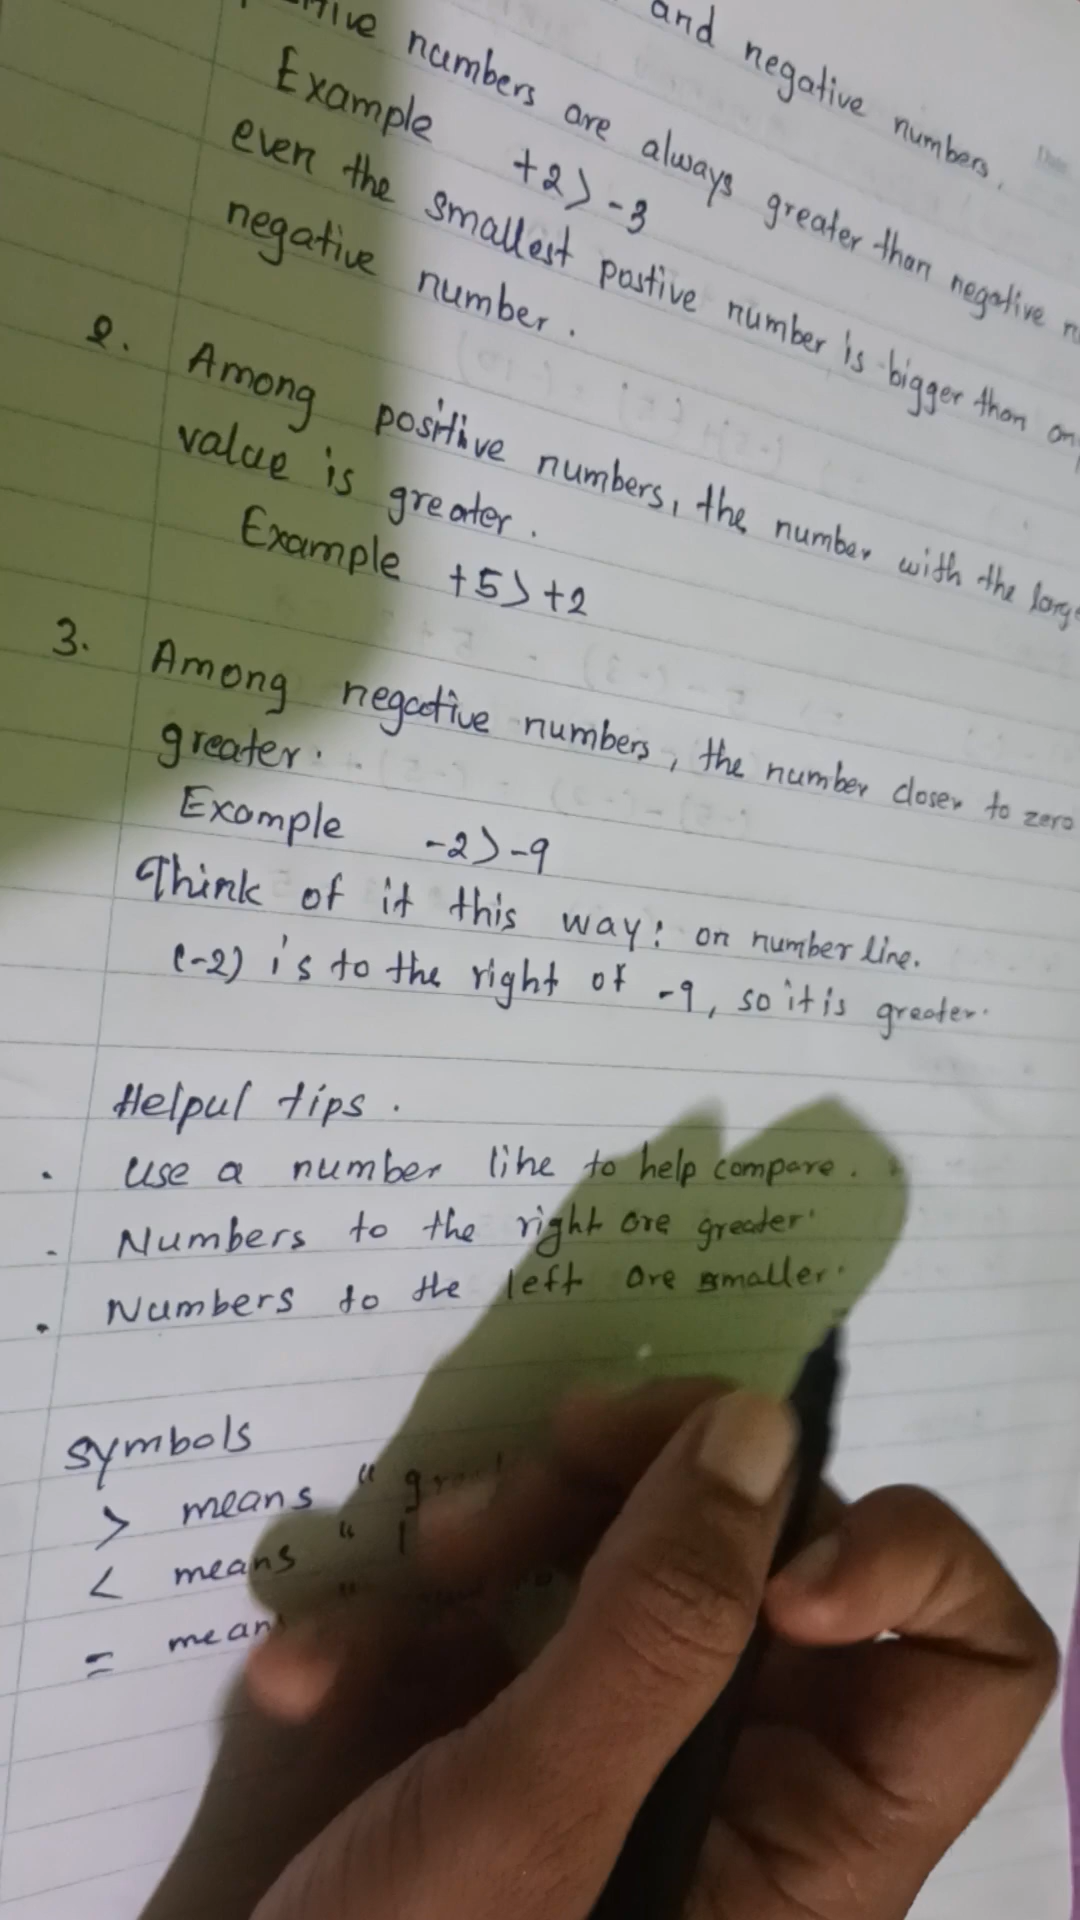 and negative numbers.
numbers are always greater than negative
Example +2 > -3
even the smallest postive number is bigger than
negative number.
2. Among positive numbers, the number with the
value is greater.
Example +5 > +2
3. Among negative numbers, the number closer to zero
greater.
Example -2 > -9
Think of it this way: on number line.
(-2) is to the right of -9, so it is greater.
Helpul tips.
• Use a number line to help compare.
• Numbers to the right are greater.
• Numbers to the left are smaller.
symbols
> means "
< means "
= "